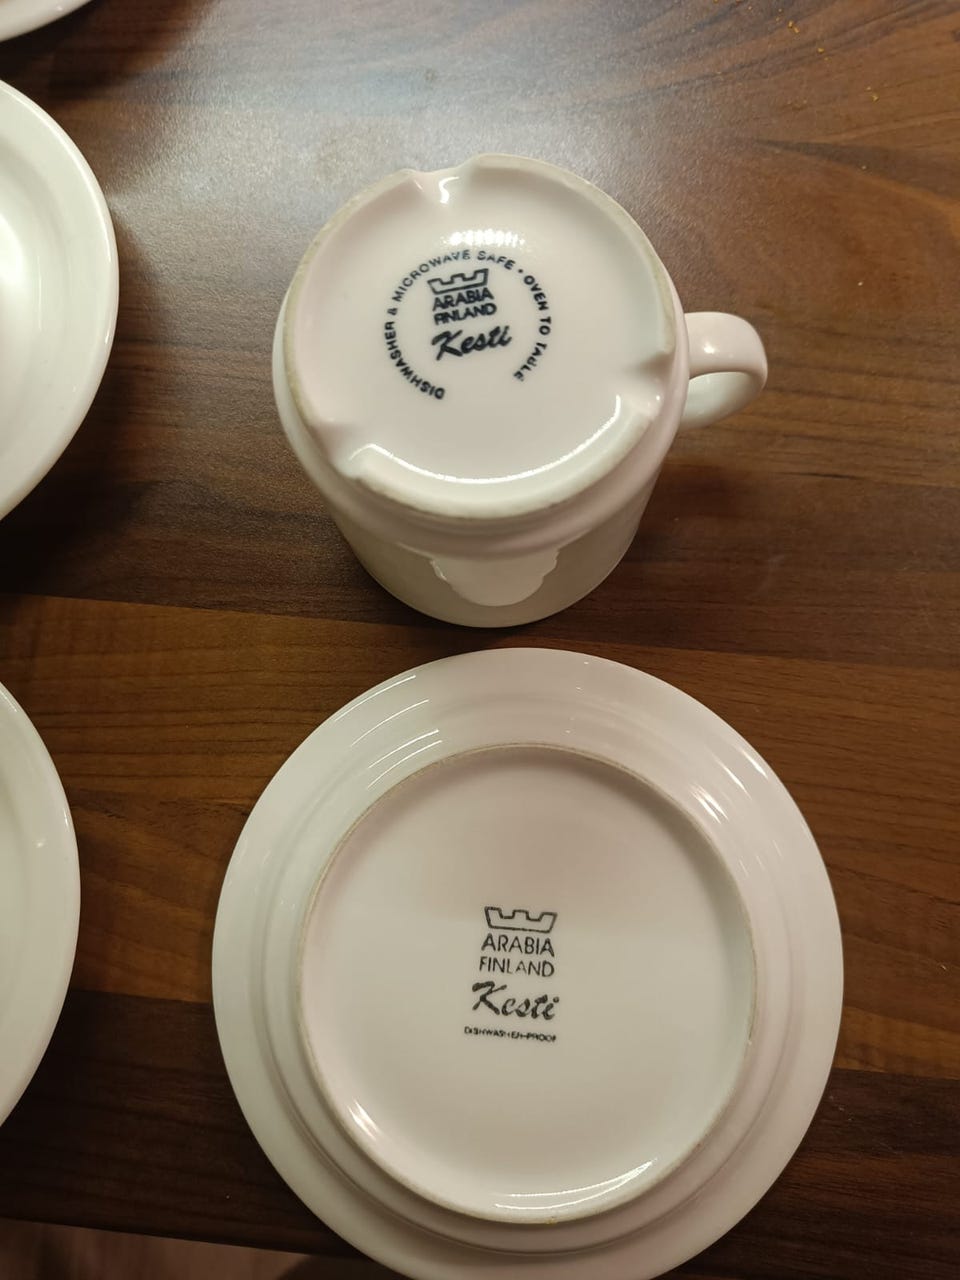 DISHWASHER & MICROWAVE SAFE • OVEN TO TABLE
ARABIA
FINLAND
Kesti
ARABIA
FINLAND
Kesti
DISHWASHER-PROOF